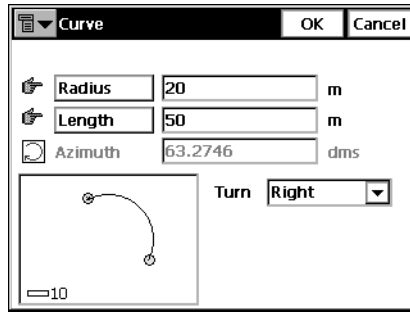 Curve OK Cancel
Radius 20 m
Length 50 m
Azimuth 63.2746 dms
Turn Right
10